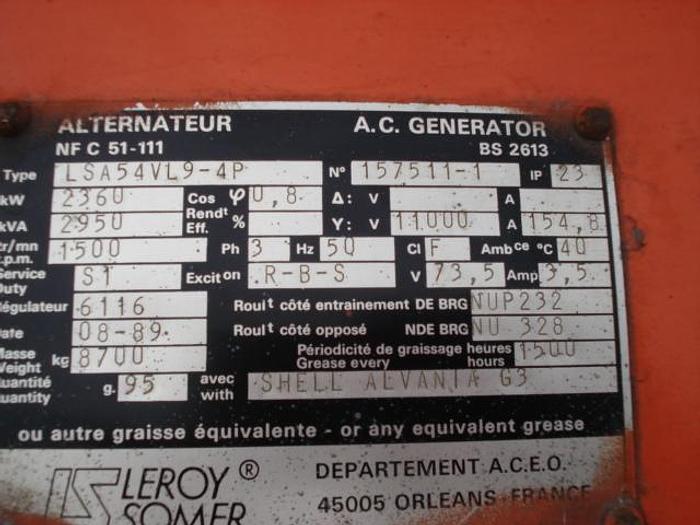 ALTERNATEUR A.C. GENERATOR
NF C 51-111 BS 2613
Type LSA54VL9-4P N° 157511-1 IP 23
kW 2360 Cos φ 0,8 Δ: V A
kVA 2950 Rendt Eff. % Y: V 11000 A 154,8
tr/mn r.p.m. 1500 Ph 3 Hz 50 Cl F Ambce °C 40
Service Duty S1 Exciton R-B-S V 73,5 Amp 3,5
Régulateur 6116 Roult côté entrainement DE BRG NUP232
Date 08-89 Roult côté opposé NDE BRG NU 328
Masse Weight kg 8700 Périodicité de graissage heures
Grease every hours 1500
Quantité Quantity g. 95 avec with SHELL ALVANIA G3
ou autre graisse équivalente - or any equivalent grease
LS LEROY ® DEPARTEMENT A.C.E.O.
SOMER 45005 ORLEANS-FRANCE